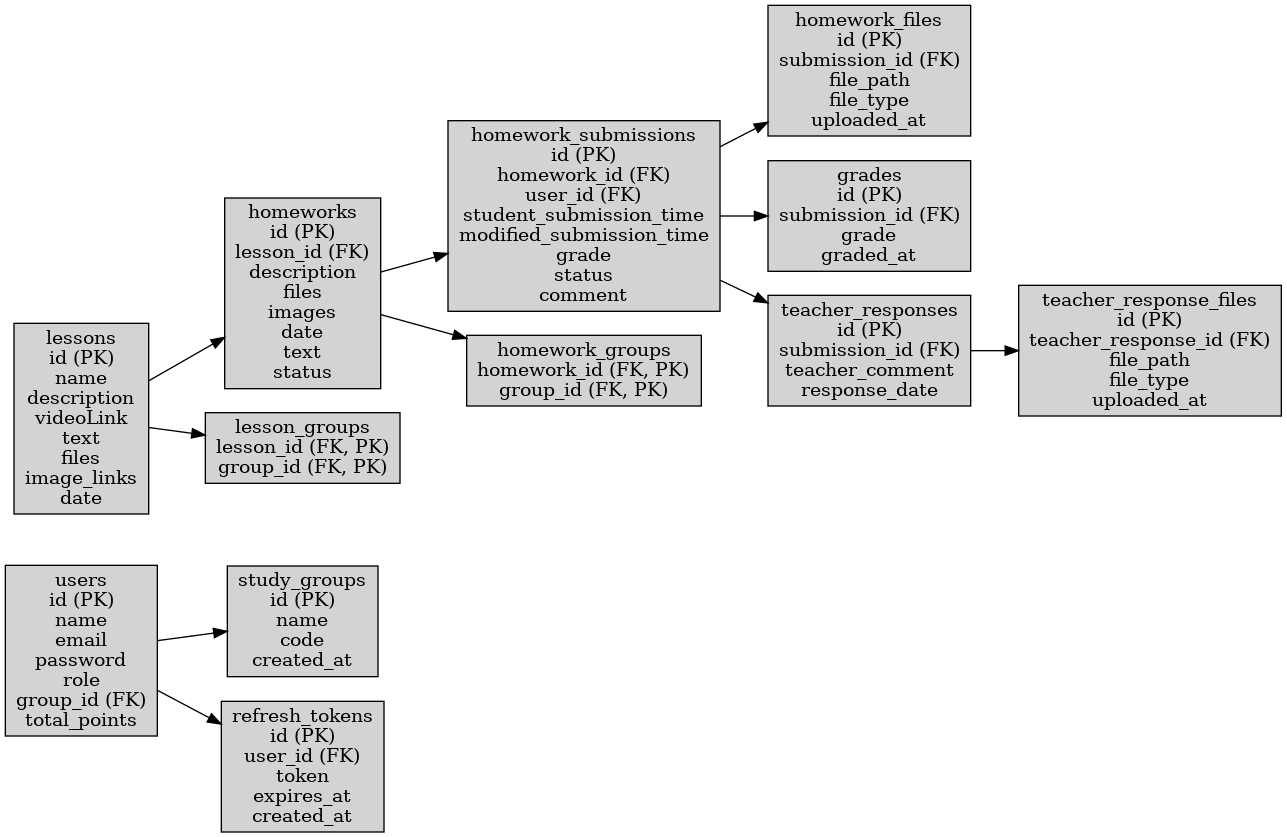 lessons
id (PK)
name
description
videoLink
text
files
image_links
date
homeworks
id (PK)
lesson_id (FK)
description
files
images
date
text
status
lesson_groups
lesson_id (FK, PK)
group_id (FK, PK)
homework_submissions
id (PK)
homework_id (FK)
user_id (FK)
student_submission_time
modified_submission_time
grade
status
comment
homework_groups
homework_id (FK, PK)
group_id (FK, PK)
homework_files
id (PK)
submission_id (FK)
file_path
file_type
uploaded_at
grades
id (PK)
submission_id (FK)
grade
graded_at
teacher_responses
id (PK)
submission_id (FK)
teacher_comment
response_date
teacher_response_files
id (PK)
teacher_response_id (FK)
file_path
file_type
uploaded_at
users
id (PK)
name
email
password
role
group_id (FK)
total_points
study_groups
id (PK)
name
code
created_at
refresh_tokens
id (PK)
user_id (FK)
token
expires_at
created_at